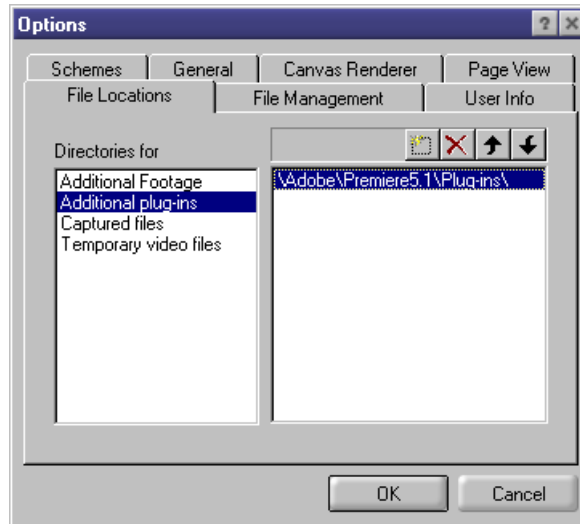 Options
Schemes General Canvas Renderer Page View
File Locations File Management User Info
Directories for
Additional Footage
Additional plug-ins
Captured files
Temporary video files
\Adobe\Premiere5.1\Plug-ins\
OK Cancel